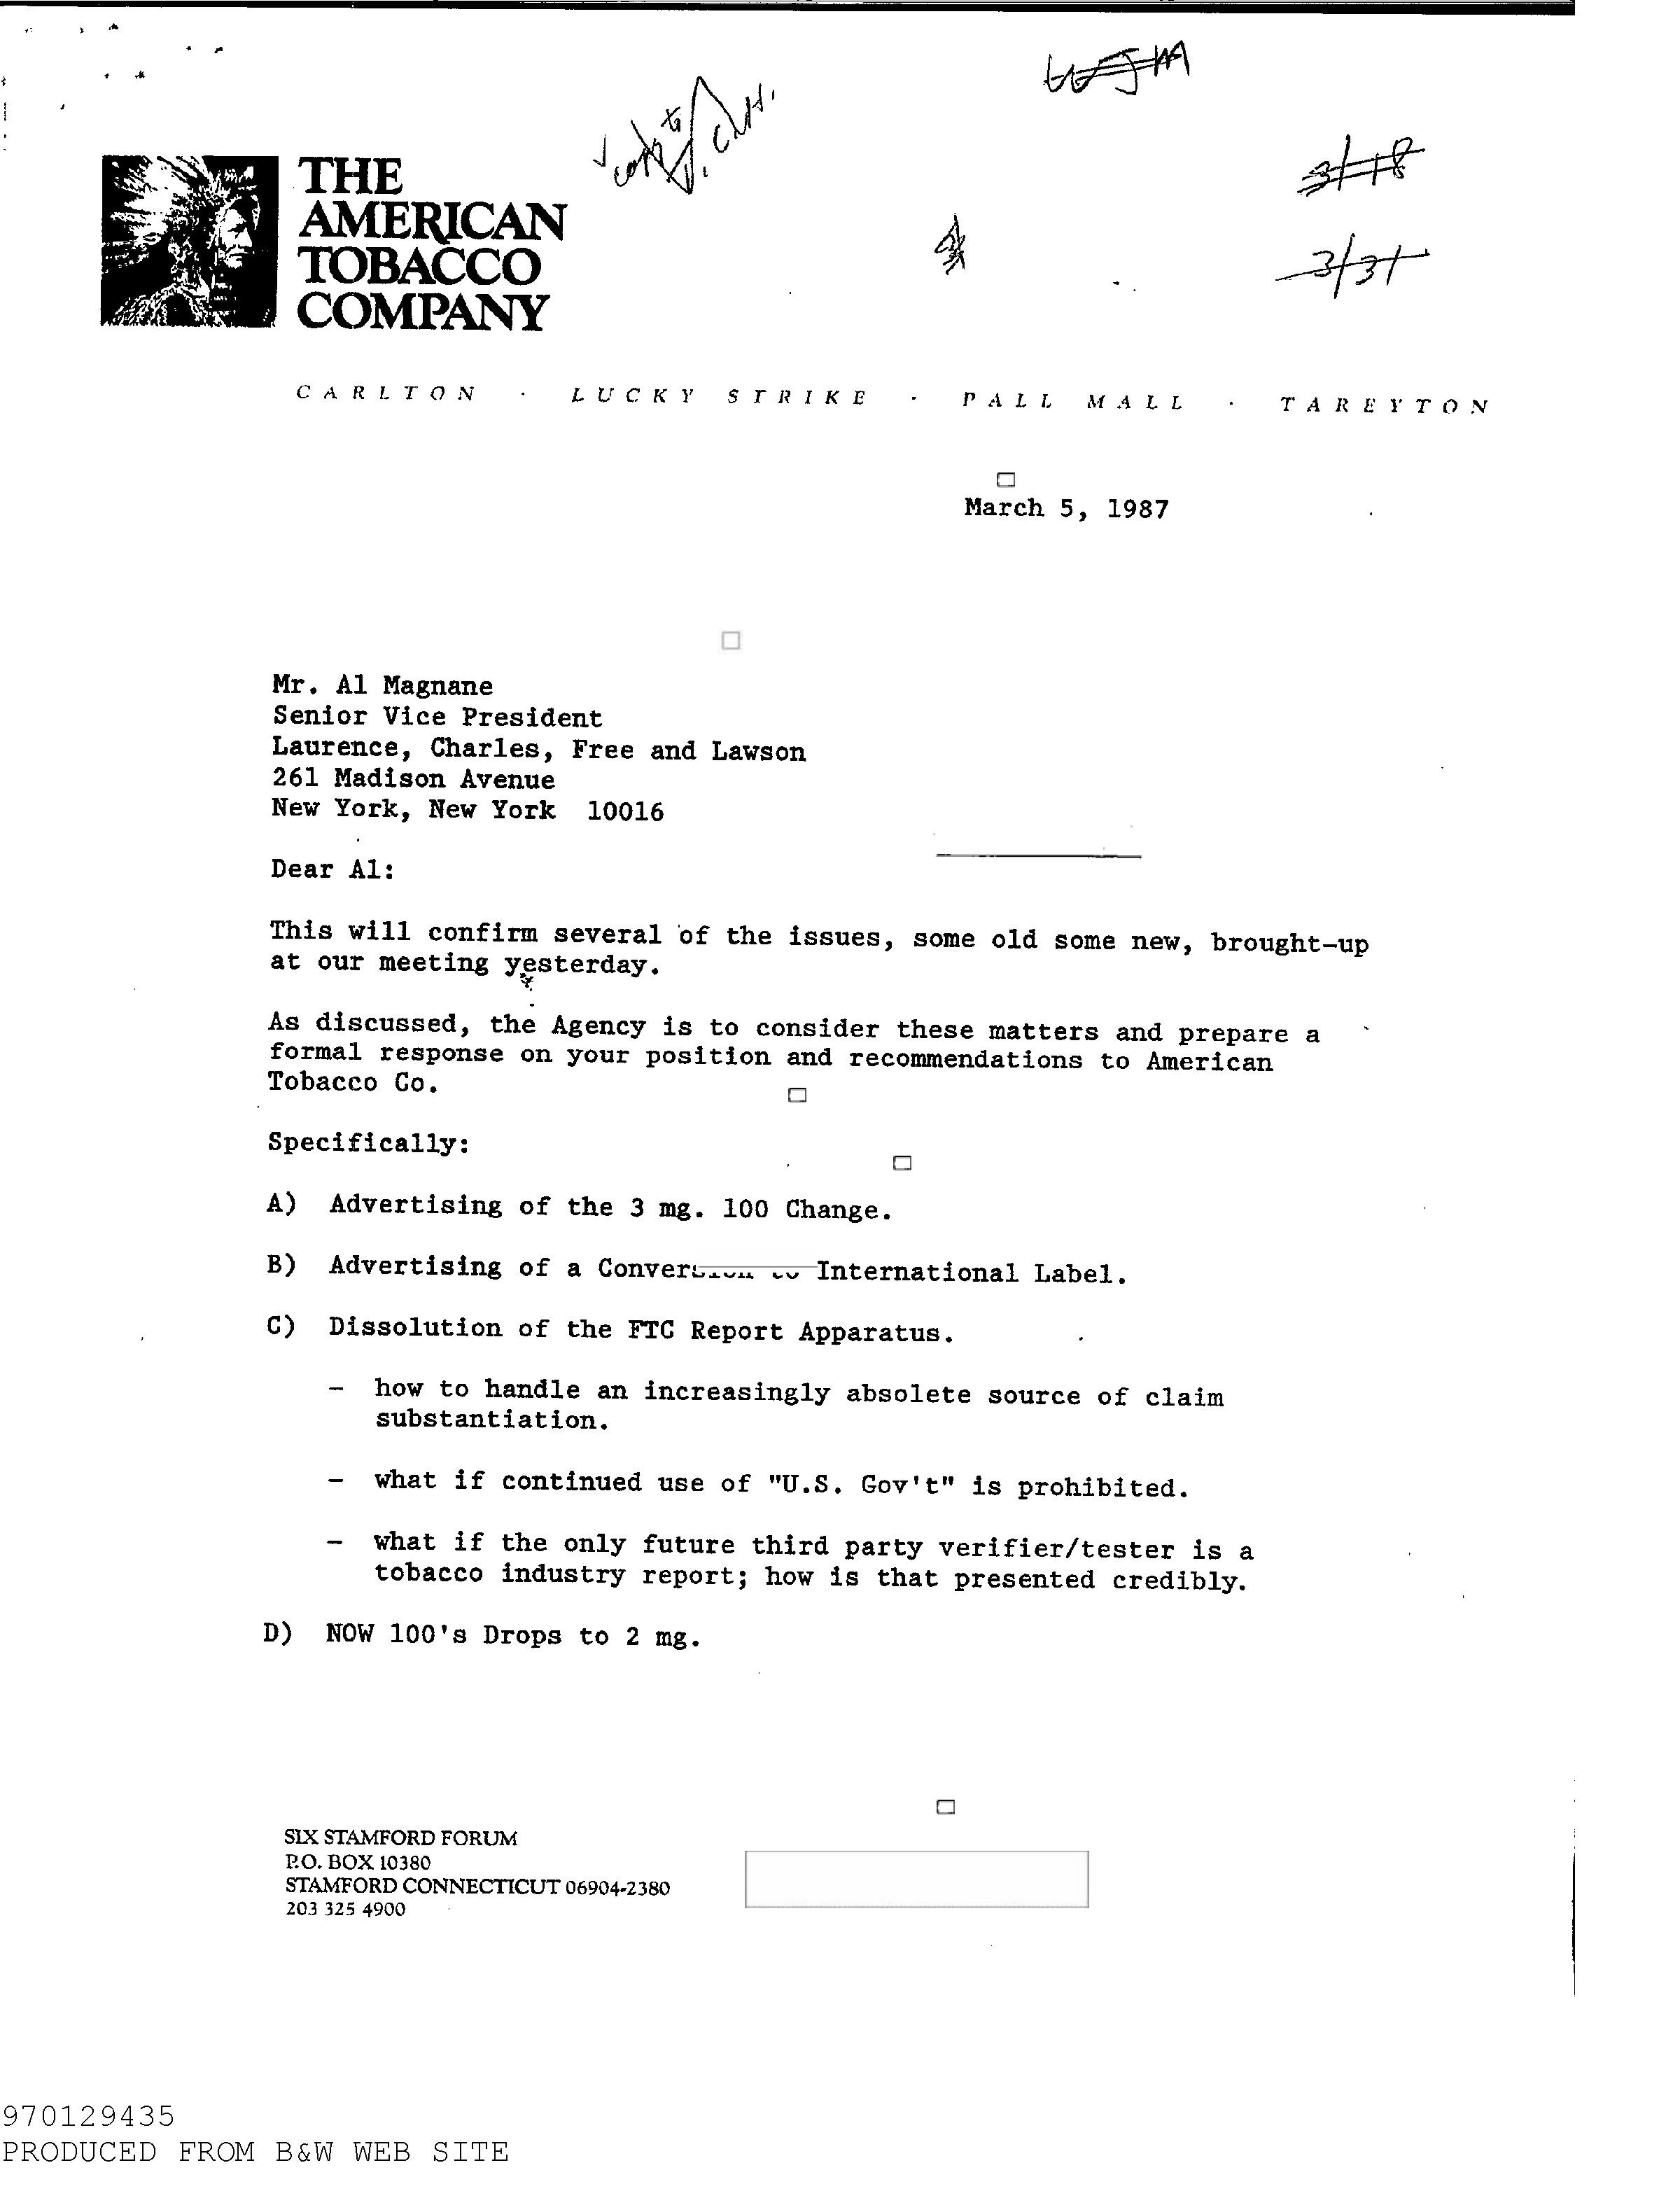 WJM
copy to
J. C. H.
3/18
3/31
THE
AMERICAN
TOBACCO
COMPANY
CARLTON · LUCKY STRIKE · PALL MALL · TAREYTON
March 5, 1987
Mr. Al Magnane
Senior Vice President
Laurence, Charles, Free and Lawson
261 Madison Avenue
New York, New York 10016
Dear Al:
This will confirm several of the issues, some old some new, brought-up
at our meeting yesterday.
As discussed, the Agency is to consider these matters and prepare a
formal response on your position and recommendations to American
Tobacco Co.
Specifically:
A) Advertising of the 3 mg. 100 Change.
B) Advertising of a Conversion to International Label.
C) Dissolution of the FTC Report Apparatus.
- how to handle an increasingly absolete source of claim
substantiation.
- what if continued use of "U.S. Gov't" is prohibited.
- what if the only future third party verifier/tester is a
tobacco industry report; how is that presented credibly.
D) NOW 100's Drops to 2 mg.
SIX STAMFORD FORUM
P.O. BOX 10380
STAMFORD CONNECTICUT 06904-2380
203 325 4900
970129435
PRODUCED FROM B&W WEB SITE